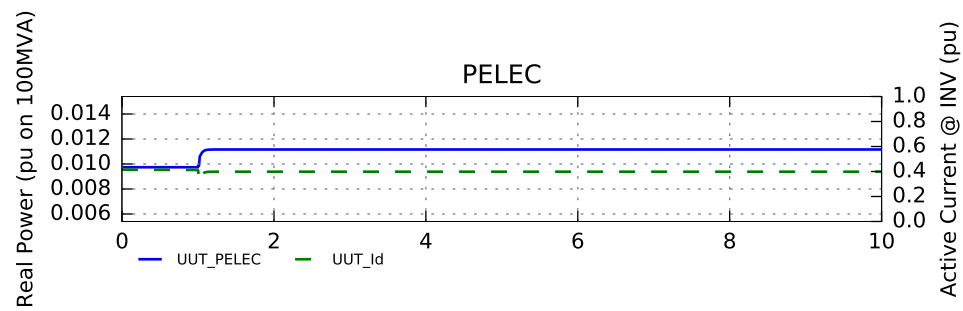 PELEC
Real Power (pu on 100MVA)
0.014
0.012
0.010
0.008
0.006
1.0
0.8
0.6
0.4
0.2
0.0
Active Current @ INV (pu)
0 2 4 6 8 10
UUT_PELEC UUT_Id